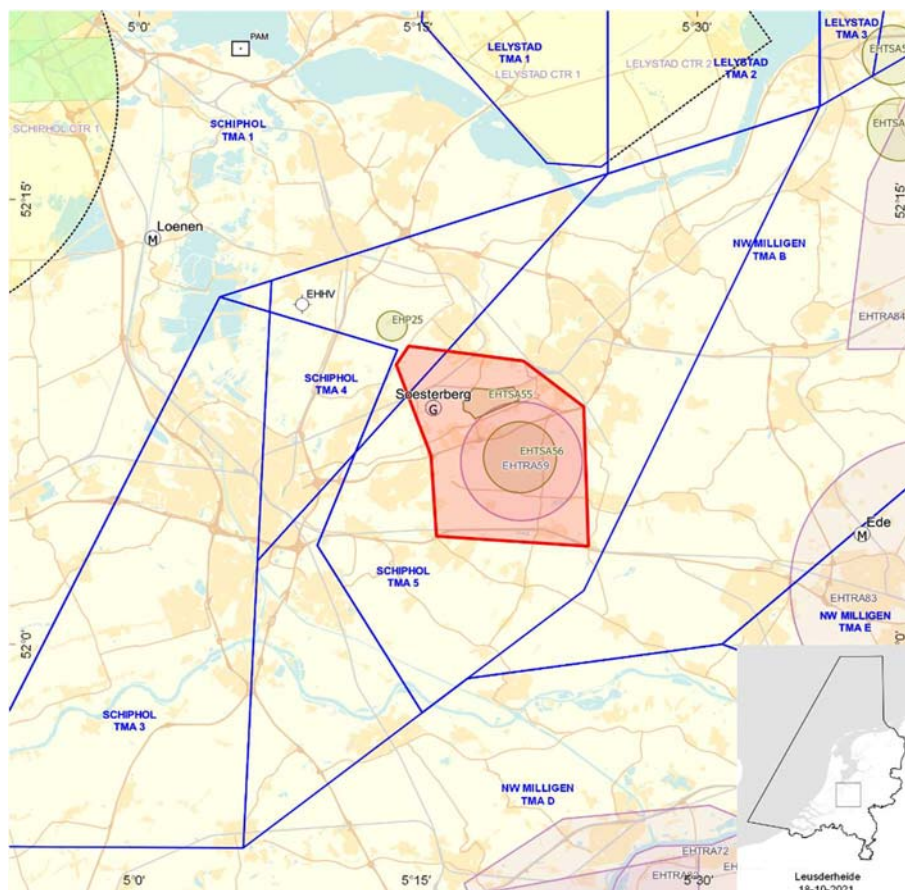 5°0'
5°15'
5°30'
PAM
LELYSTAD
TMA 1
LELYSTAD CTR 1
LELYSTAD CTR 2
LELYSTAD
TMA 2
LELYSTAD
TMA 3
SCHIPHOL CTR 1
SCHIPHOL
TMA 1
52°15'
52°15'
Loenen
M
NW MILLIGEN
TMA B
EHHV
EHP25
EHTRA84
SCHIPHOL
TMA 4
Soesterberg
G
EHTSA55
EHTSA56
EHTRA59
Ede
M
SCHIPHOL
TMA 5
EHTRA83
NW MILLIGEN
TMA E
52°0'
SCHIPHOL
TMA 3
NW MILLIGEN
TMA D
EHTRA72
5°0'
5°15'
5°30'
Leusderheide
18-10-2021